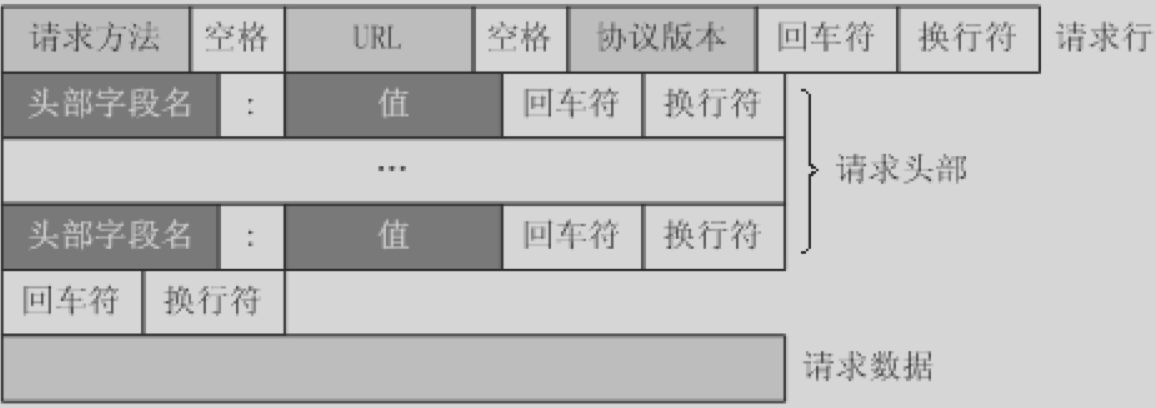 请求方法 空格 URL 空格 协议版本 回车符 换行符 请求行
头部字段名 : 值 回车符 换行符
... 请求头部
头部字段名 : 值 回车符 换行符
回车符 换行符
请求数据